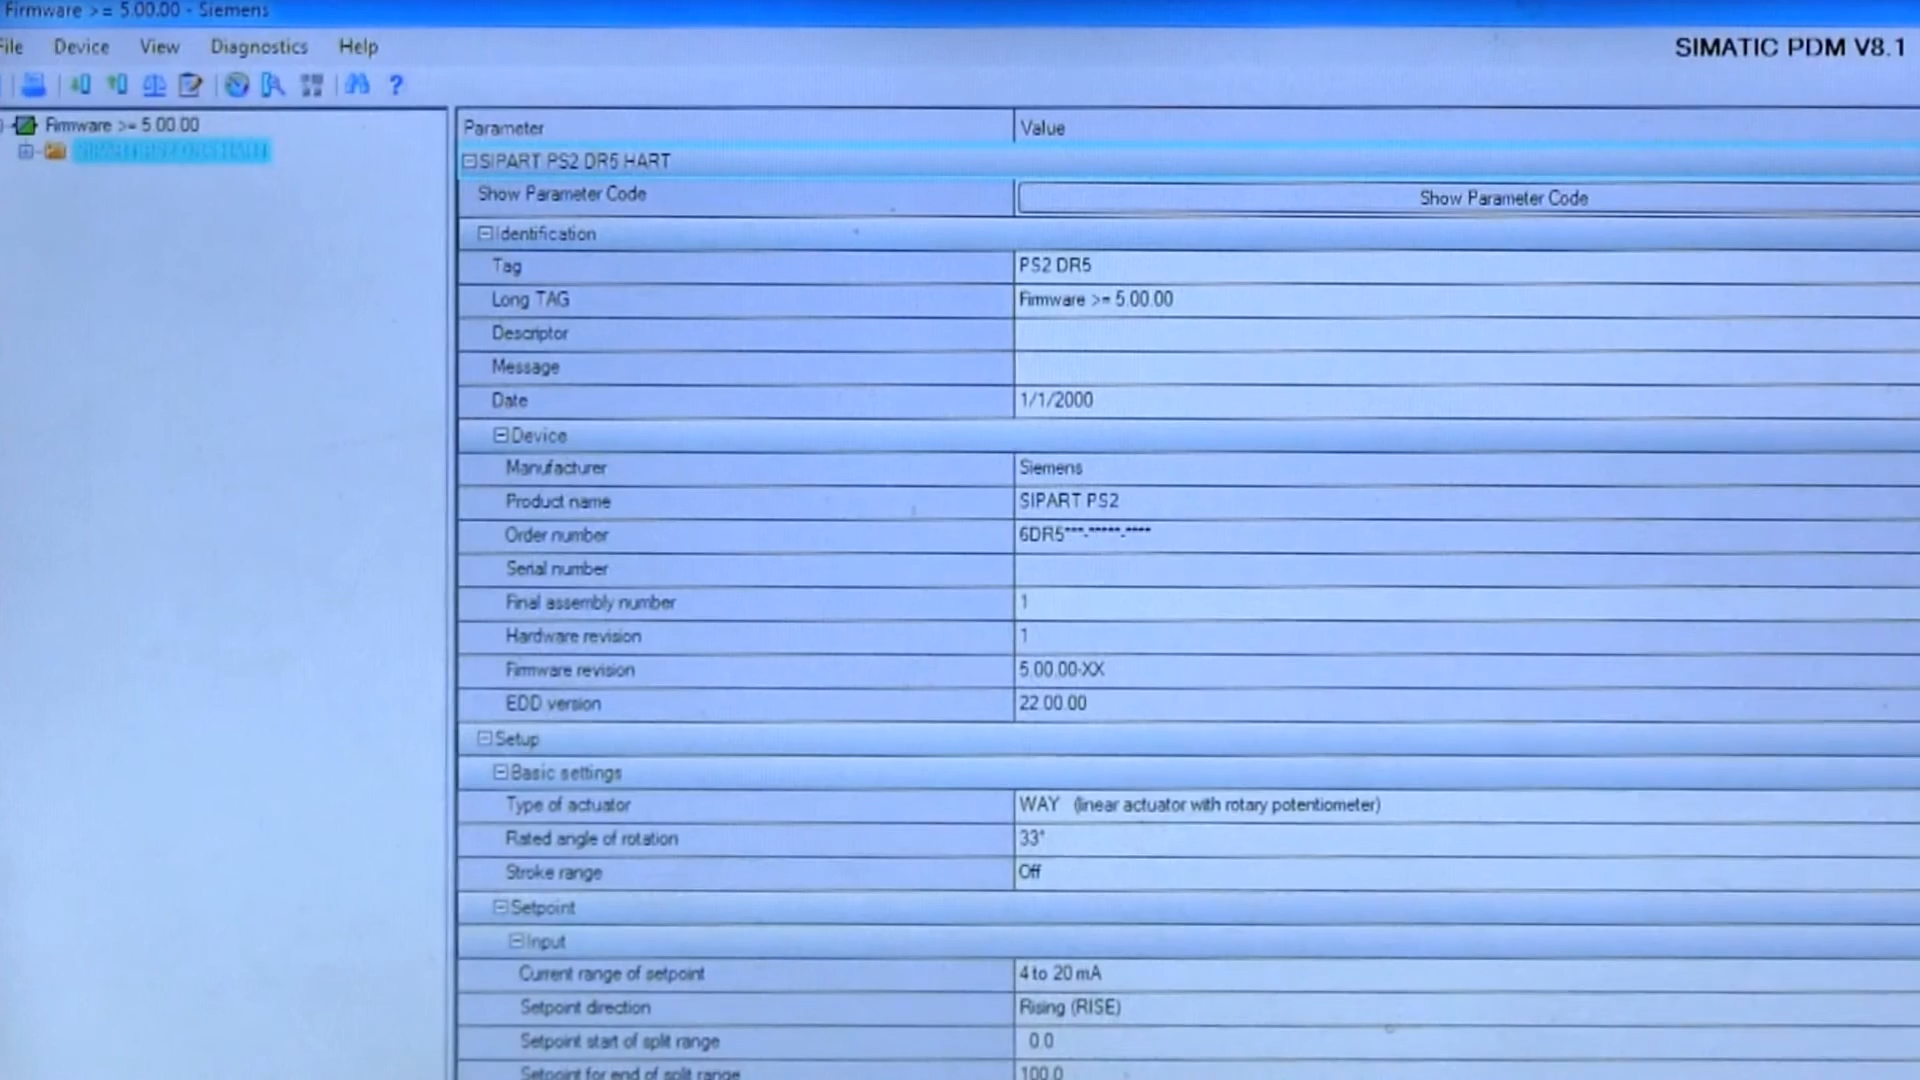 Firmware >= 5.00.00 - Siemens
File Device View Diagnostics Help
SIMATIC PDM V8.1
Firmware >= 5.00.00
Parameter Value
SIPART PS2 DR5 HART
Show Parameter Code Show Parameter Code
Identification
Tag PS2 DR5
Long TAG Firmware >= 5.00.00
Descriptor
Message
Date 1/1/2000
Device
Manufacturer Siemens
Product name SIPART PS2
Order number 6DR5***-*****-****
Serial number
Final assembly number 1
Hardware revision 1
Firmware revision 5.00.00-XX
EDD version 22.00.00
Setup
Basic settings
Type of actuator WAY (linear actuator with rotary potentiometer)
Rated angle of rotation 33°
Stroke range Off
Setpoint
Input
Current range of setpoint 4 to 20 mA
Setpoint direction Rising (RISE)
Setpoint start of split range 0.0
Setpoint for end of split range 100.0